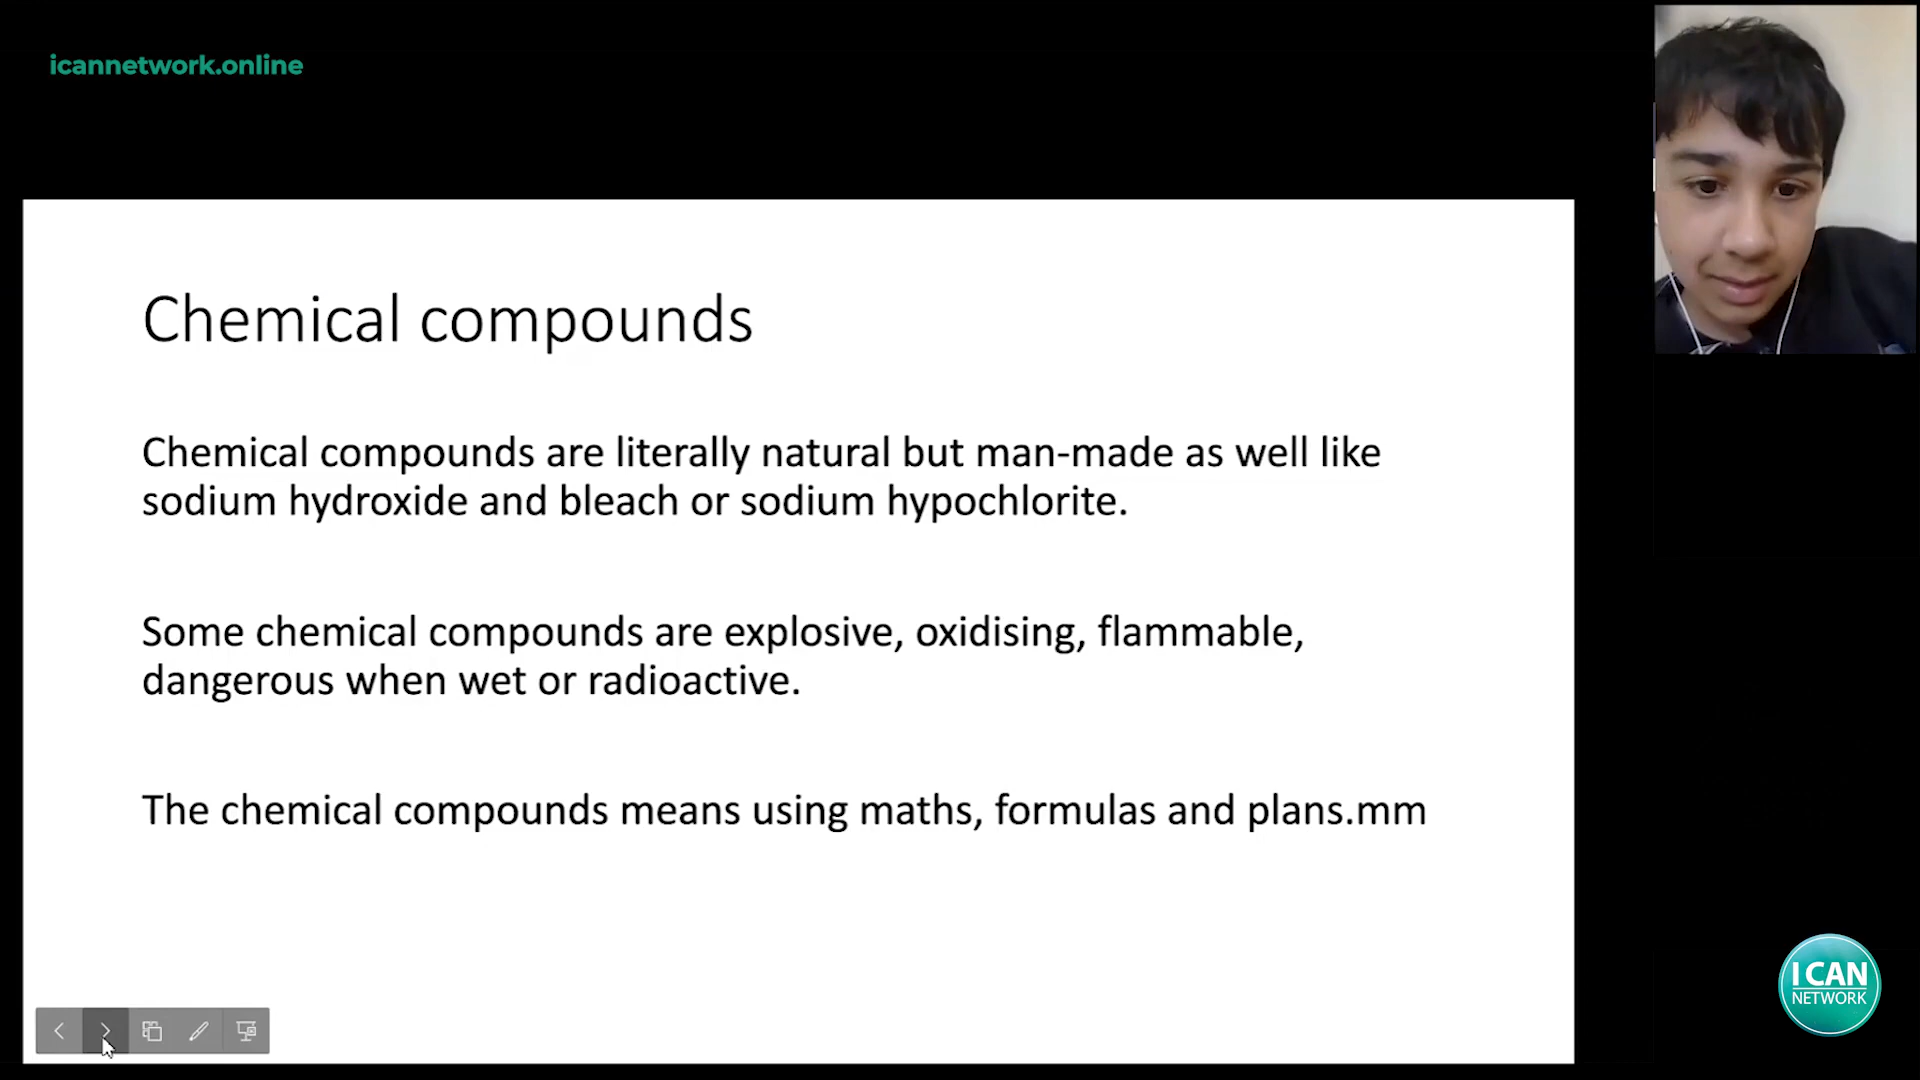 icannetwork.online
Chemical compounds
Chemical compounds are literally natural but man-made as well like
sodium hydroxide and bleach or sodium hypochlorite.
Some chemical compounds are explosive, oxidising, flammable,
dangerous when wet or radioactive.
The chemical compounds means using maths, formulas and plans.mm
I CAN
NETWORK